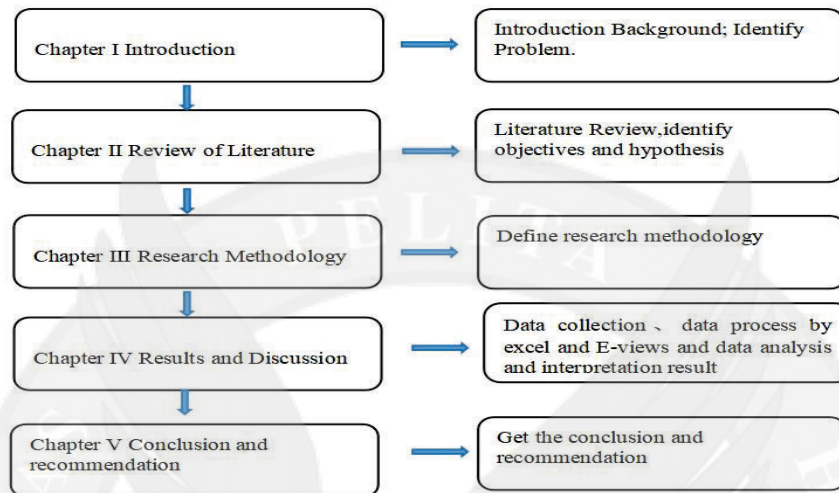 Chapter I Introduction
Introduction Background; Identify
Problem.
Chapter II Review of Literature
Literature Review,identify
objectives and hypothesis
Chapter III Research Methodology
Define research methodology
Chapter IV Results and Discussion
Data collection 、 data process by
excel and E-views and data analysis
and interpretation result
Chapter V Conclusion and
recommendation
Get the conclusion and
recommendation
PELITA
AS
H